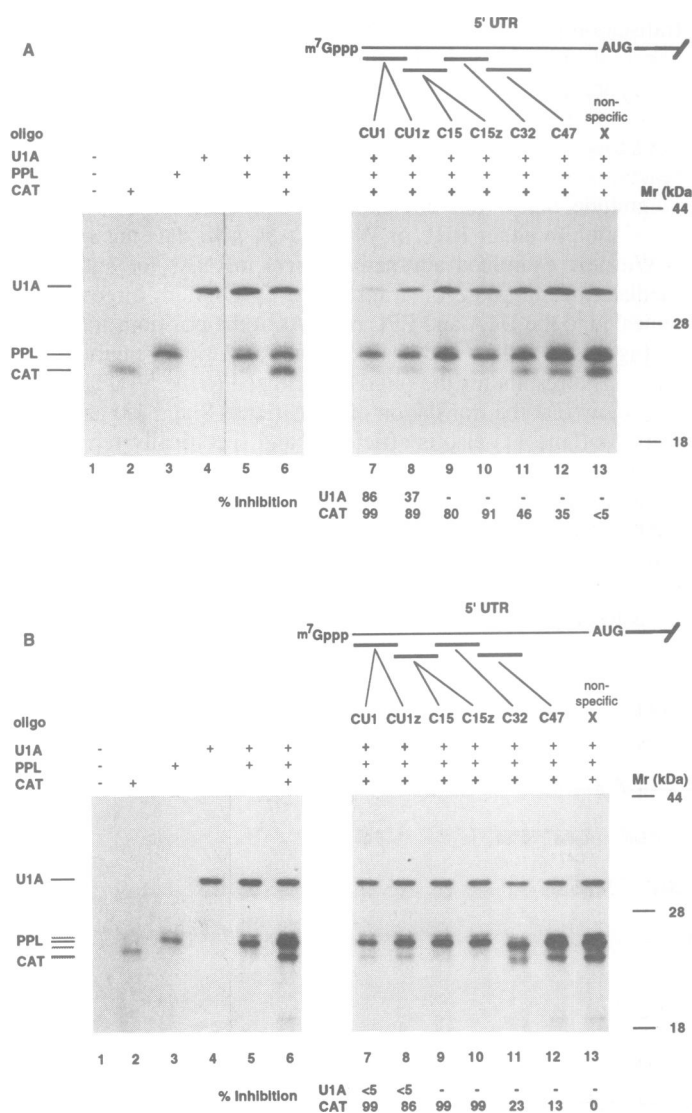 A
5' UTR
m7Gppp
AUG
non-
specific
oligo
CU1 CU1z C15 C15z C32 C47 X
U1A - + + + + + + + + + +
PPL - + + + + + + + + + +
CAT - + + + + + + + + +
Mr (kDa
44
U1A
28
PPL
CAT
18
1 2 3 4 5 6 7 8 9 10 11 12 13
% Inhibition
U1A 86 37 - - - - -
CAT 99 89 80 91 46 35 <5
B
5' UTR
m7Gppp
AUG
non-
specific
oligo
CU1 CU1z C15 C15z C32 C47 X
U1A - + + + + + + + + + +
PPL - + + + + + + + + + +
CAT - + + + + + + + + +
Mr (kDa)
44
U1A
28
PPL
CAT
18
1 2 3 4 5 6 7 8 9 10 11 12 13
% Inhibition
U1A <5 <5 - - - - -
CAT 99 86 99 99 23 13 0